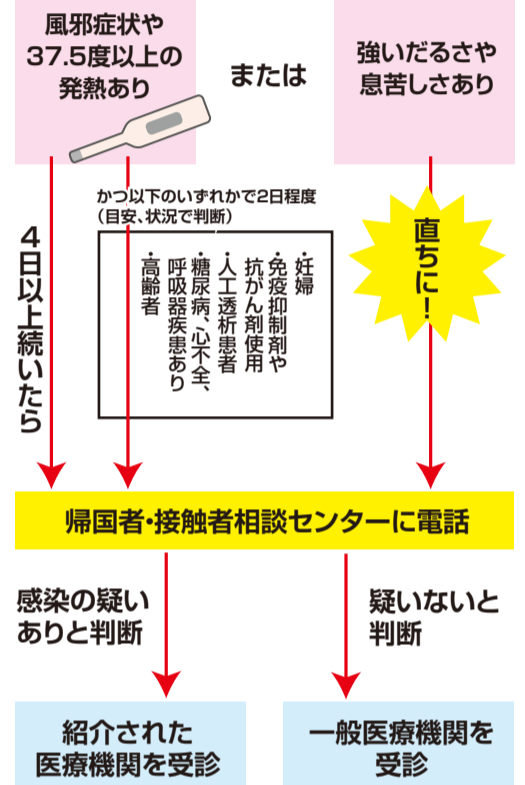 風邪症状や
37.5度以上の
発熱あり
または
強いだるさや
息苦しさあり
4日以上続いたら
かつ以下のいずれかで2日程度
（目安、状況で判断）
・妊婦
・免疫抑制剤や
抗がん剤使用
・人工透析患者
・糖尿病、心不全、
呼吸器疾患あり
・高齢者
直ちに！
帰国者・接触者相談センターに電話
感染の疑い
ありと判断
疑いないと
判断
紹介された
医療機関を受診
一般医療機関を
受診